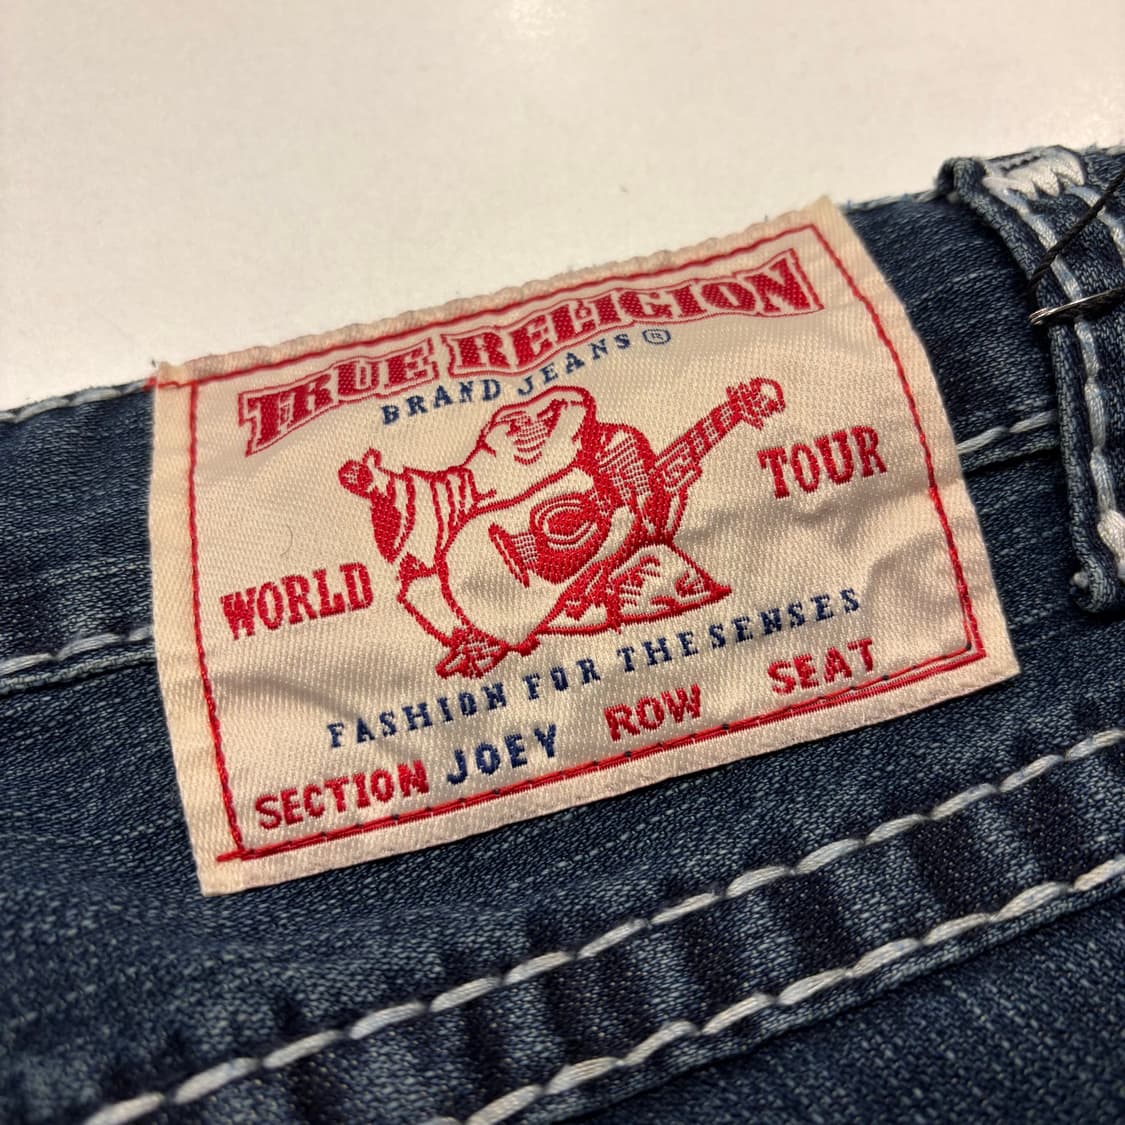 TRUE RELIGION
BRAND JEANS®
WORLD TOUR
FASHION FOR THE SENSES
SECTION JOEY ROW SEAT